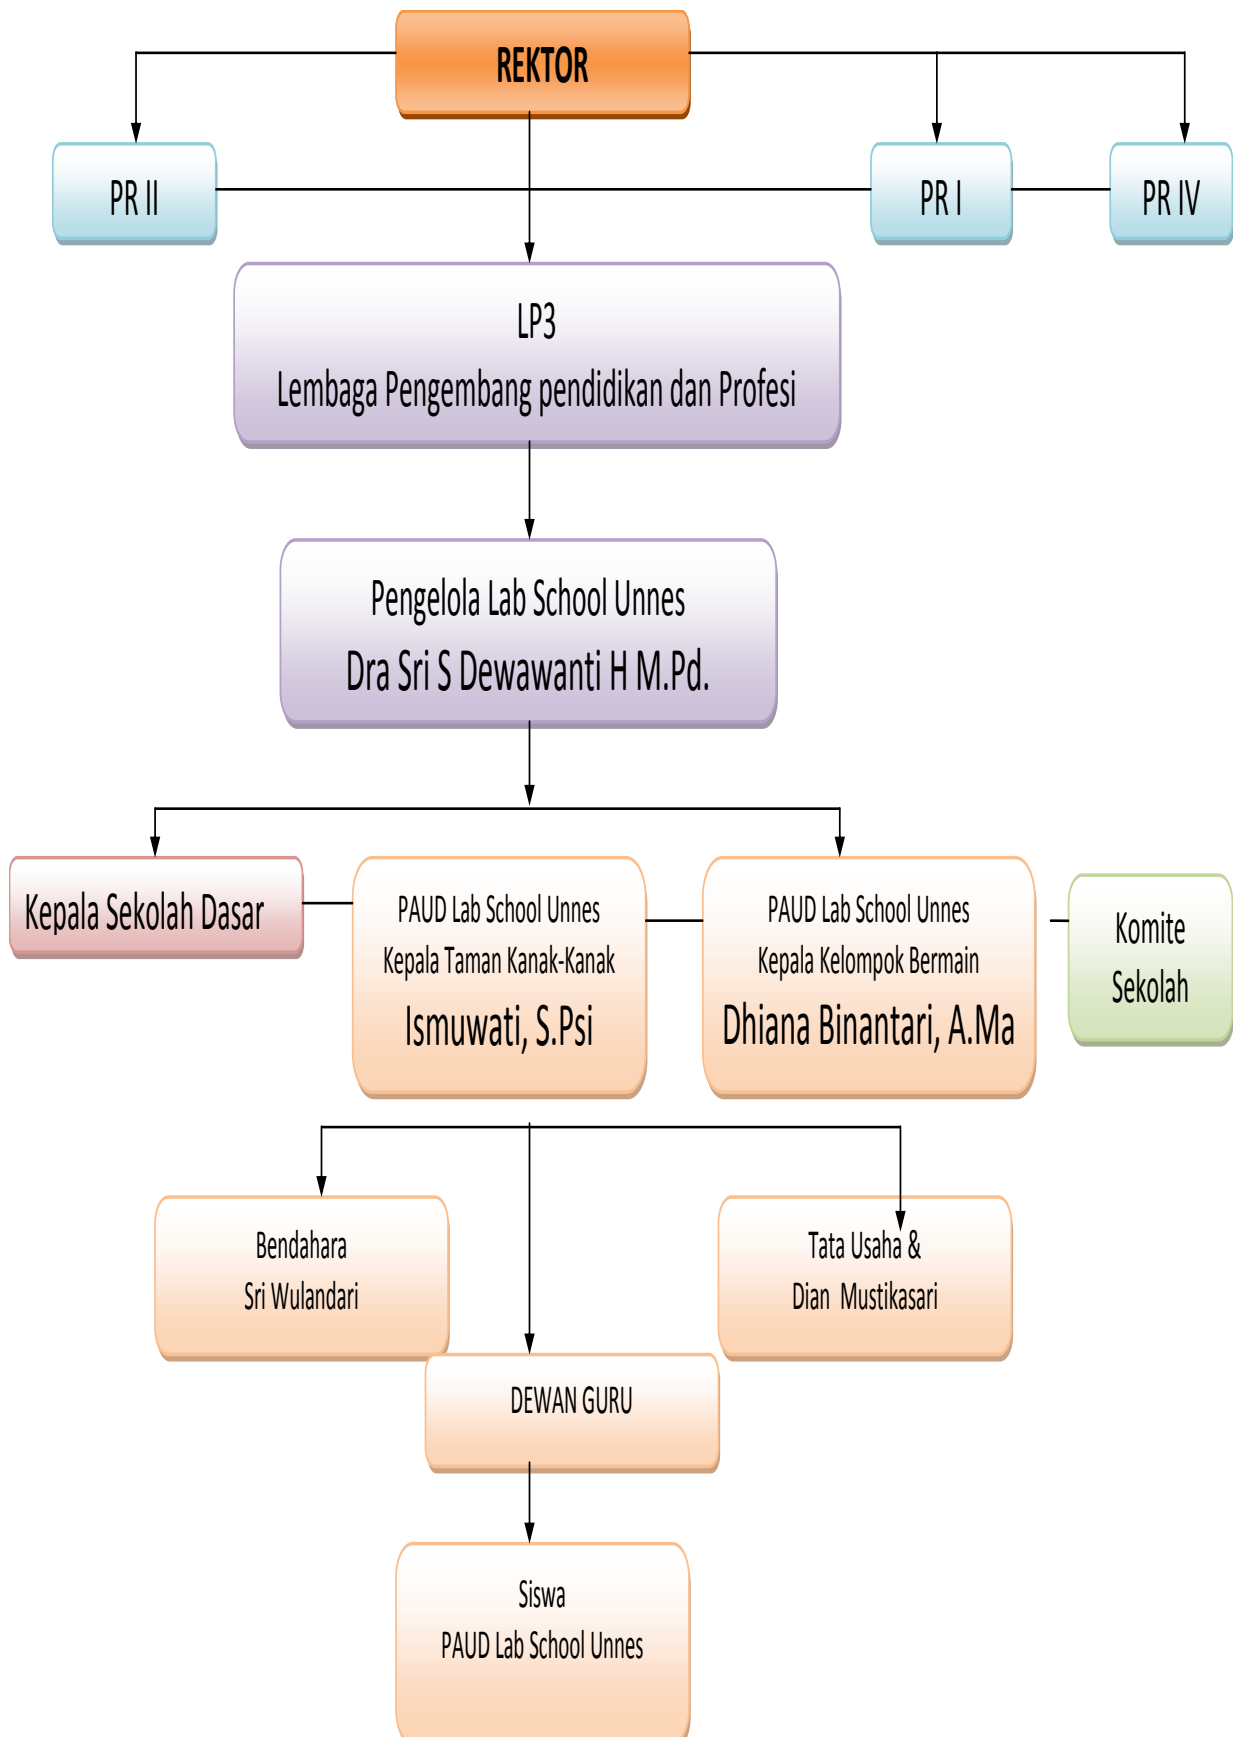 REKTOR
PR II
PR I
PR IV
LP3
Lembaga Pengembang pendidikan dan Profesi
Pengelola Lab School Unnes
Dra Sri S Dewawanti H M.Pd.
Kepala Sekolah Dasar
PAUD Lab School Unnes
Kepala Taman Kanak-Kanak
Ismuwati, S.Psi
PAUD Lab School Unnes
Kepala Kelompok Bermain
Dhiana Binantari, A.Ma
Komite
Sekolah
Bendahara
Sri Wulandari
Tata Usaha &
Dian Mustikasari
DEWAN GURU
Siswa
PAUD Lab School Unnes